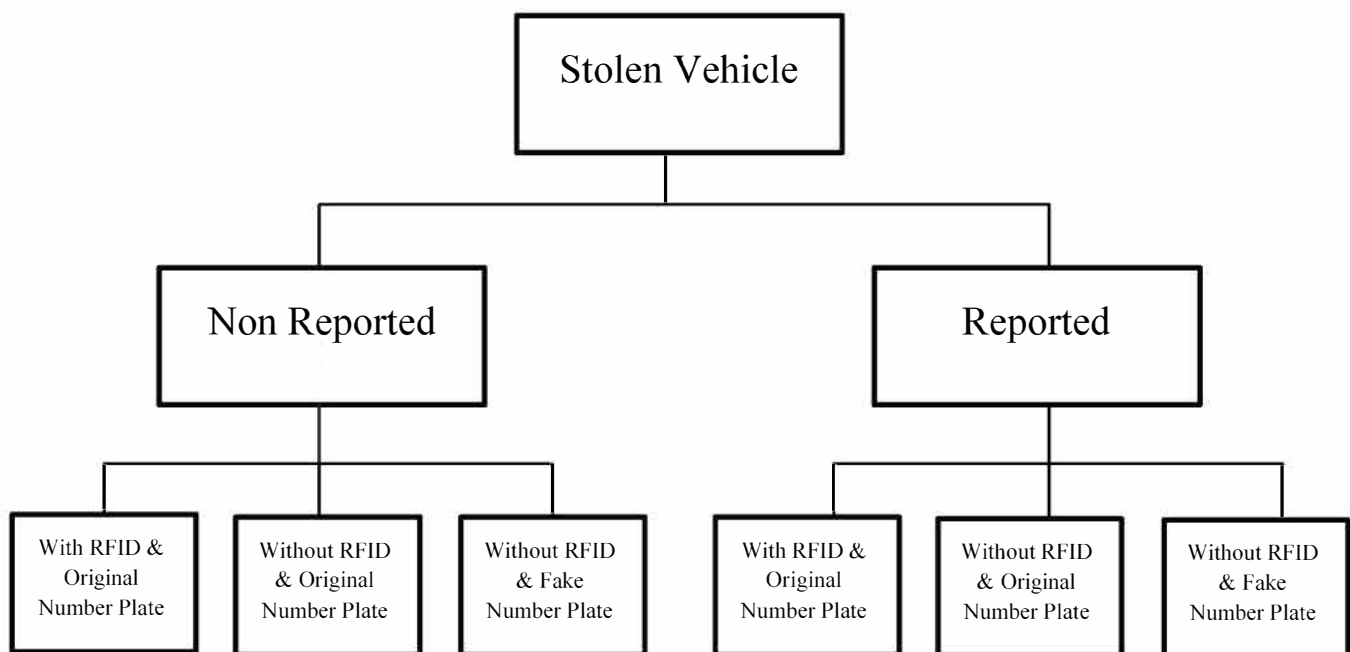 Stolen Vehicle
Non Reported
Reported
With RFID &
Original
Number Plate
Without RFID
& Original
Number Plate
Without RFID
& Fake
Number Plate
With RFID &
Original
Number Plate
Without RFID
& Original
Number Plate
Without RFID
& Fake
Number Plate